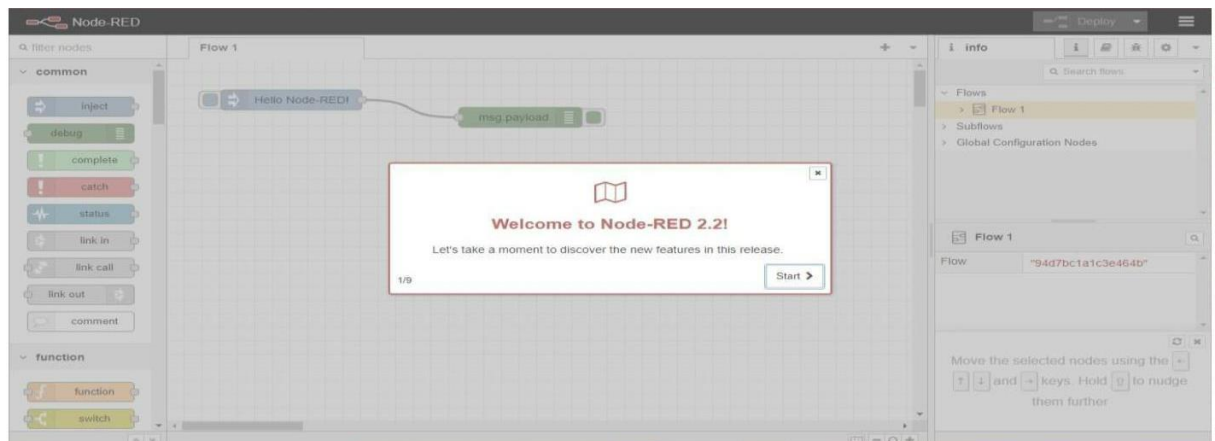 Node-RED
Deploy
filter nodes
Flow 1
info
Search flows
common
inject
debug
complete
catch
status
link in
link call
link out
comment
function
function
switch
Hello Node-RED!
msg.payload
Welcome to Node-RED 2.2!
Let's take a moment to discover the new features in this release.
1/9
Start
Flows
Flow 1
Subflows
Global Configuration Nodes
Flow 1
Flow "94d7bc1a1c3e464b"
Move the selected nodes using the ←
↑ ↓ and → keys. Hold ⇧ to nudge
them further